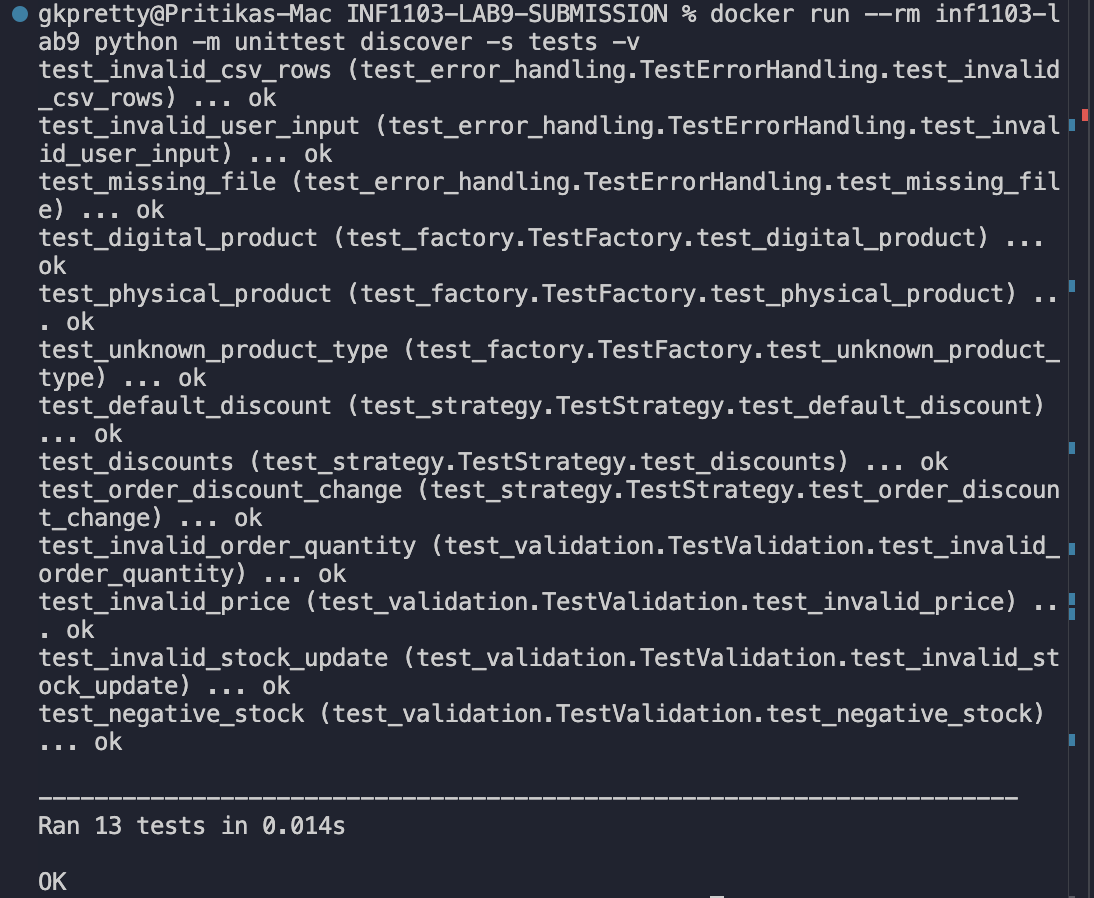 gkpretty@Pritikas-Mac INF1103-LAB9-SUBMISSION % docker run --rm inf1103-l
ab9 python -m unittest discover -s tests -v
test_invalid_csv_rows (test_error_handling.TestErrorHandling.test_invalid
_csv_rows) ... ok
test_invalid_user_input (test_error_handling.TestErrorHandling.test_inval
id_user_input) ... ok
test_missing_file (test_error_handling.TestErrorHandling.test_missing_fil
e) ... ok
test_digital_product (test_factory.TestFactory.test_digital_product) ...
ok
test_physical_product (test_factory.TestFactory.test_physical_product) ..
. ok
test_unknown_product_type (test_factory.TestFactory.test_unknown_product_
type) ... ok
test_default_discount (test_strategy.TestStrategy.test_default_discount)
... ok
test_discounts (test_strategy.TestStrategy.test_discounts) ... ok
test_order_discount_change (test_strategy.TestStrategy.test_order_discoun
t_change) ... ok
test_invalid_order_quantity (test_validation.TestValidation.test_invalid_
order_quantity) ... ok
test_invalid_price (test_validation.TestValidation.test_invalid_price) ..
. ok
test_invalid_stock_update (test_validation.TestValidation.test_invalid_st
ock_update) ... ok
test_negative_stock (test_validation.TestValidation.test_negative_stock)
... ok
----------------------------------------------------------------------
Ran 13 tests in 0.014s
OK